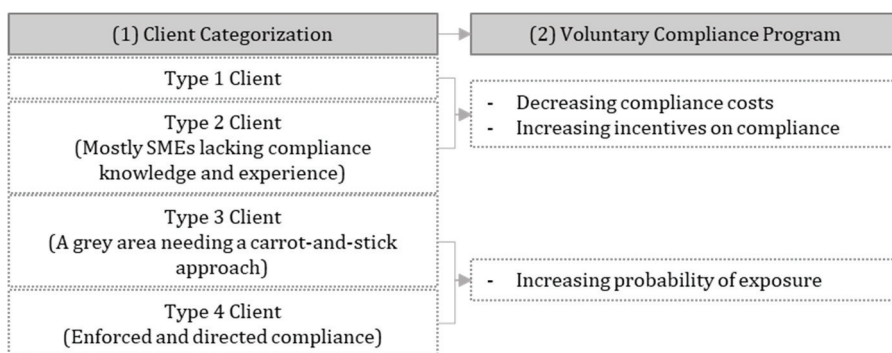 (1) Client Categorization
(2) Voluntary Compliance Program
Type 1 Client
Type 2 Client
(Mostly SMEs lacking compliance
knowledge and experience)
- Decreasing compliance costs
- Increasing incentives on compliance
Type 3 Client
(A grey area needing a carrot-and-stick
approach)
Type 4 Client
(Enforced and directed compliance)
- Increasing probability of exposure